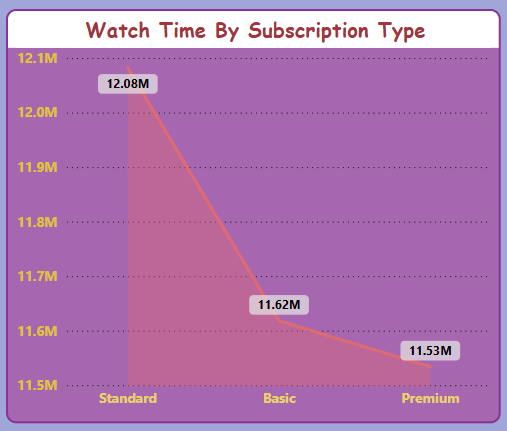 Watch Time By Subscription Type
12.1M
12.08M
12.0M
11.9M
11.8M
11.7M
11.62M
11.6M
11.53M
11.5M
Standard Basic Premium